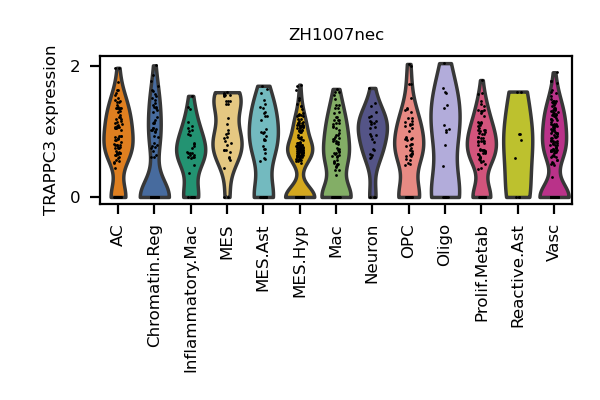 ZH1007nec
TRAPPC3 expression
2
0
AC
Chromatin.Reg
Inflammatory.Mac
MES
MES.Ast
MES.Hyp
Mac
Neuron
OPC
Oligo
Prolif.Metab
Reactive.Ast
Vasc